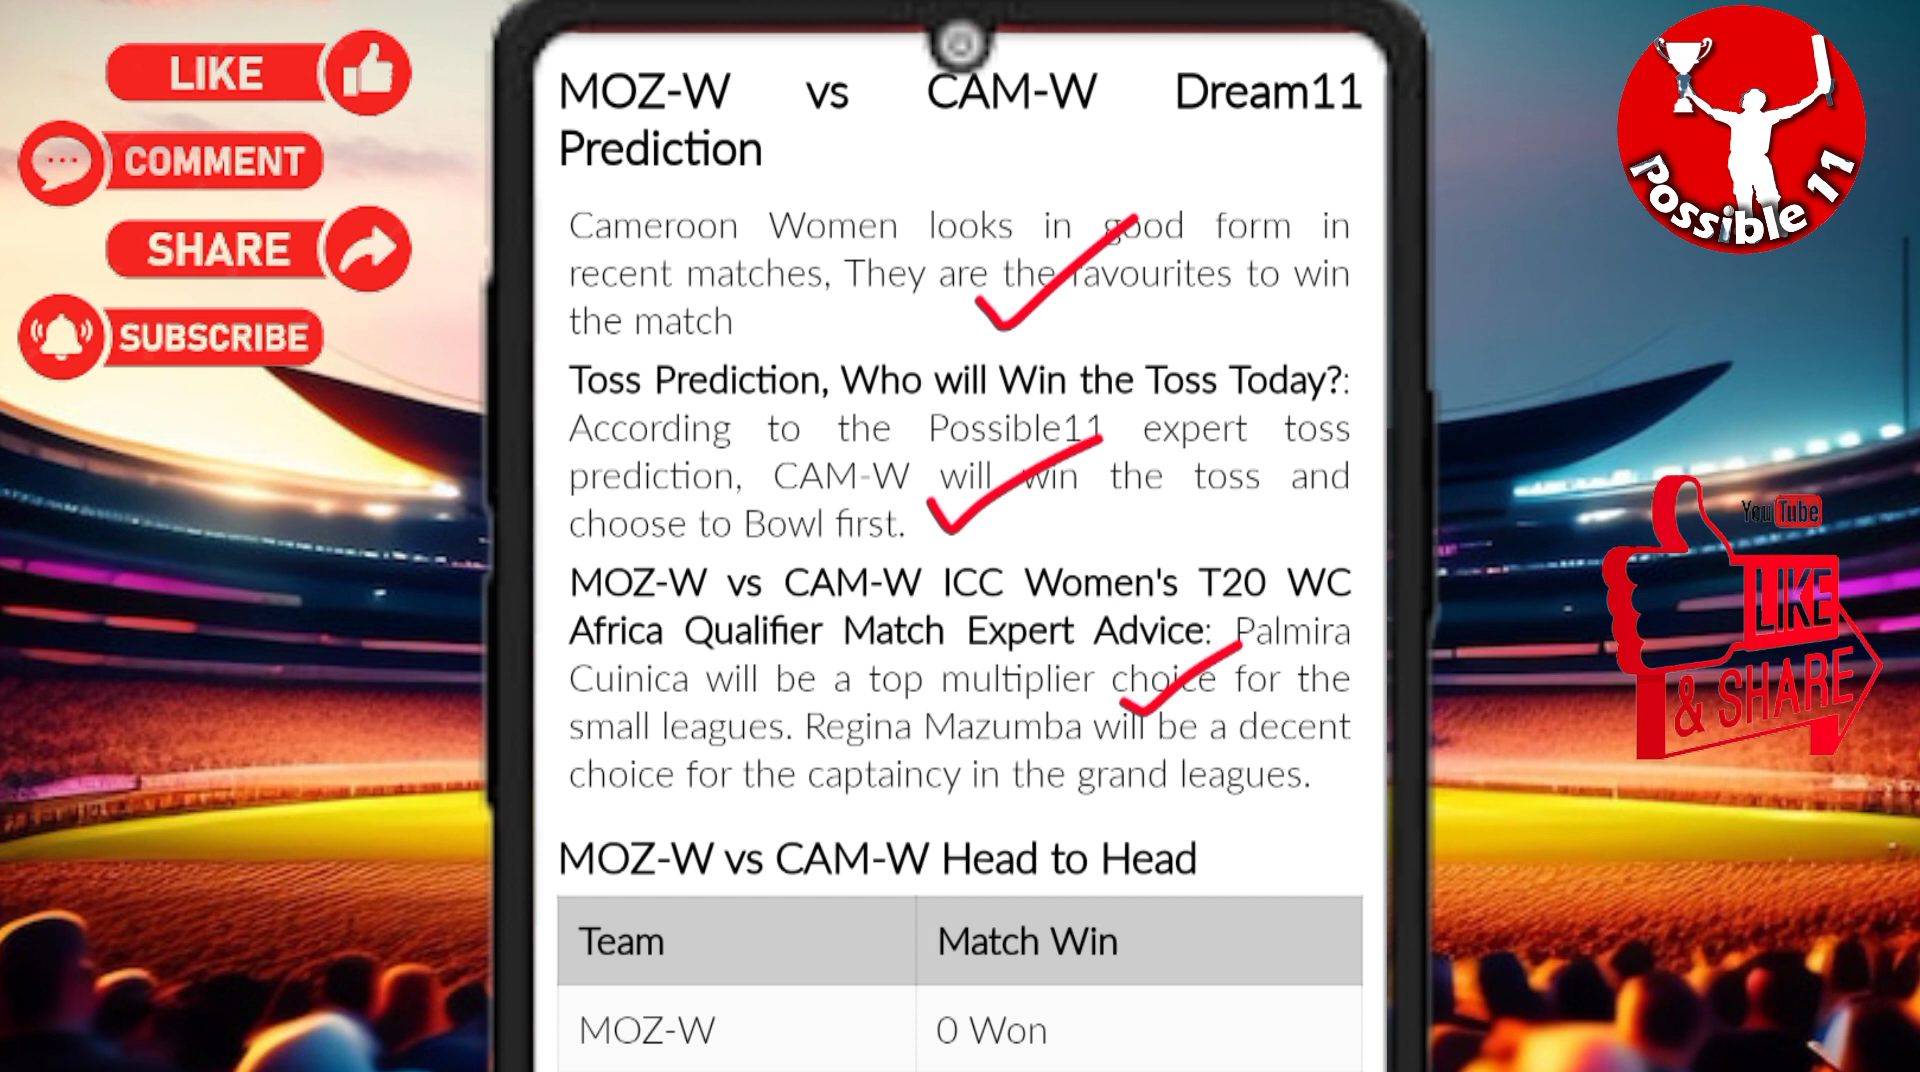 LIKE
COMMENT
SHARE
SUBSCRIBE
MOZ-W vs CAM-W Dream11
Prediction
Cameroon Women looks in good form in
recent matches, They are the favourites to win
the match
Toss Prediction, Who will Win the Toss Today?:
According to the Possible11 expert toss
prediction, CAM-W will win the toss and
choose to Bowl first.
MOZ-W vs CAM-W ICC Women's T20 WC
Africa Qualifier Match Expert Advice: Palmira
Cuinica will be a top multiplier choice for the
small leagues. Regina Mazumba will be a decent
choice for the captaincy in the grand leagues.
MOZ-W vs CAM-W Head to Head
Team Match Win
MOZ-W 0 Won
Possible 11
YouTube
LIKE
& SHARE